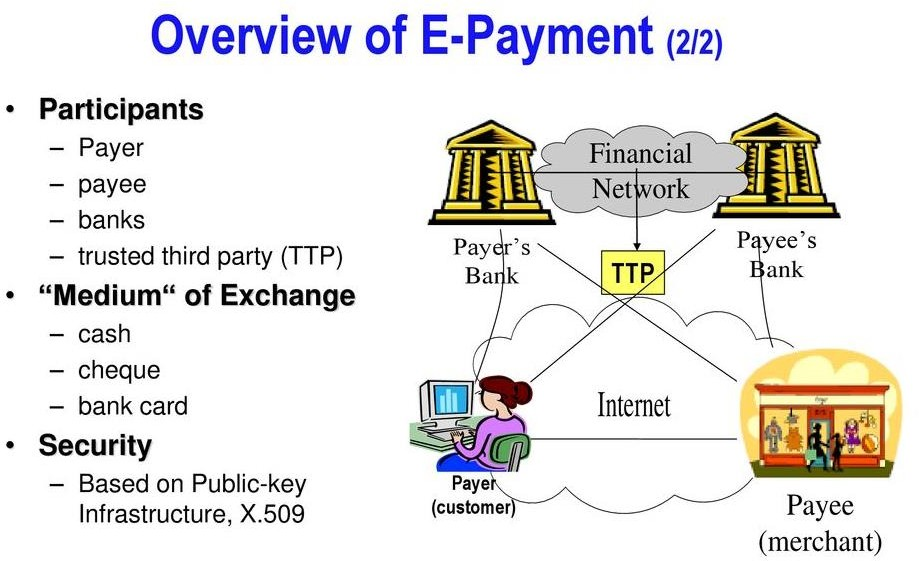 Overview of E-Payment (2/2)
• Participants
– Payer
– payee
– banks
– trusted third party (TTP)
• “Medium“ of Exchange
– cash
– cheque
– bank card
• Security
– Based on Public-key
Infrastructure, X.509
Financial
Network
Payer’s
Bank
TTP
Payee’s
Bank
Internet
Payer
(customer)
Payee
(merchant)